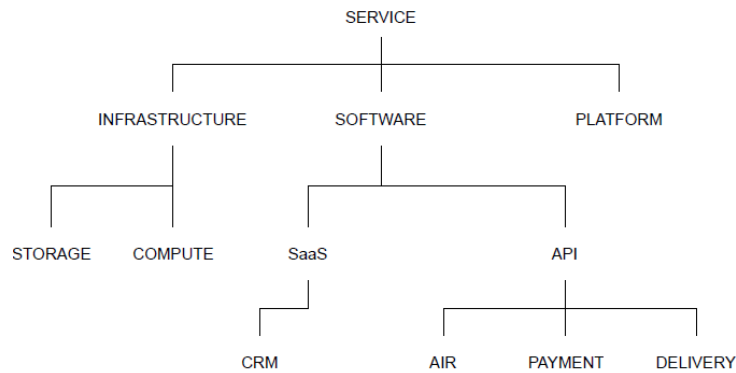 SERVICE
INFRASTRUCTURE SOFTWARE PLATFORM
STORAGE COMPUTE SaaS API
CRM AIR PAYMENT DELIVERY